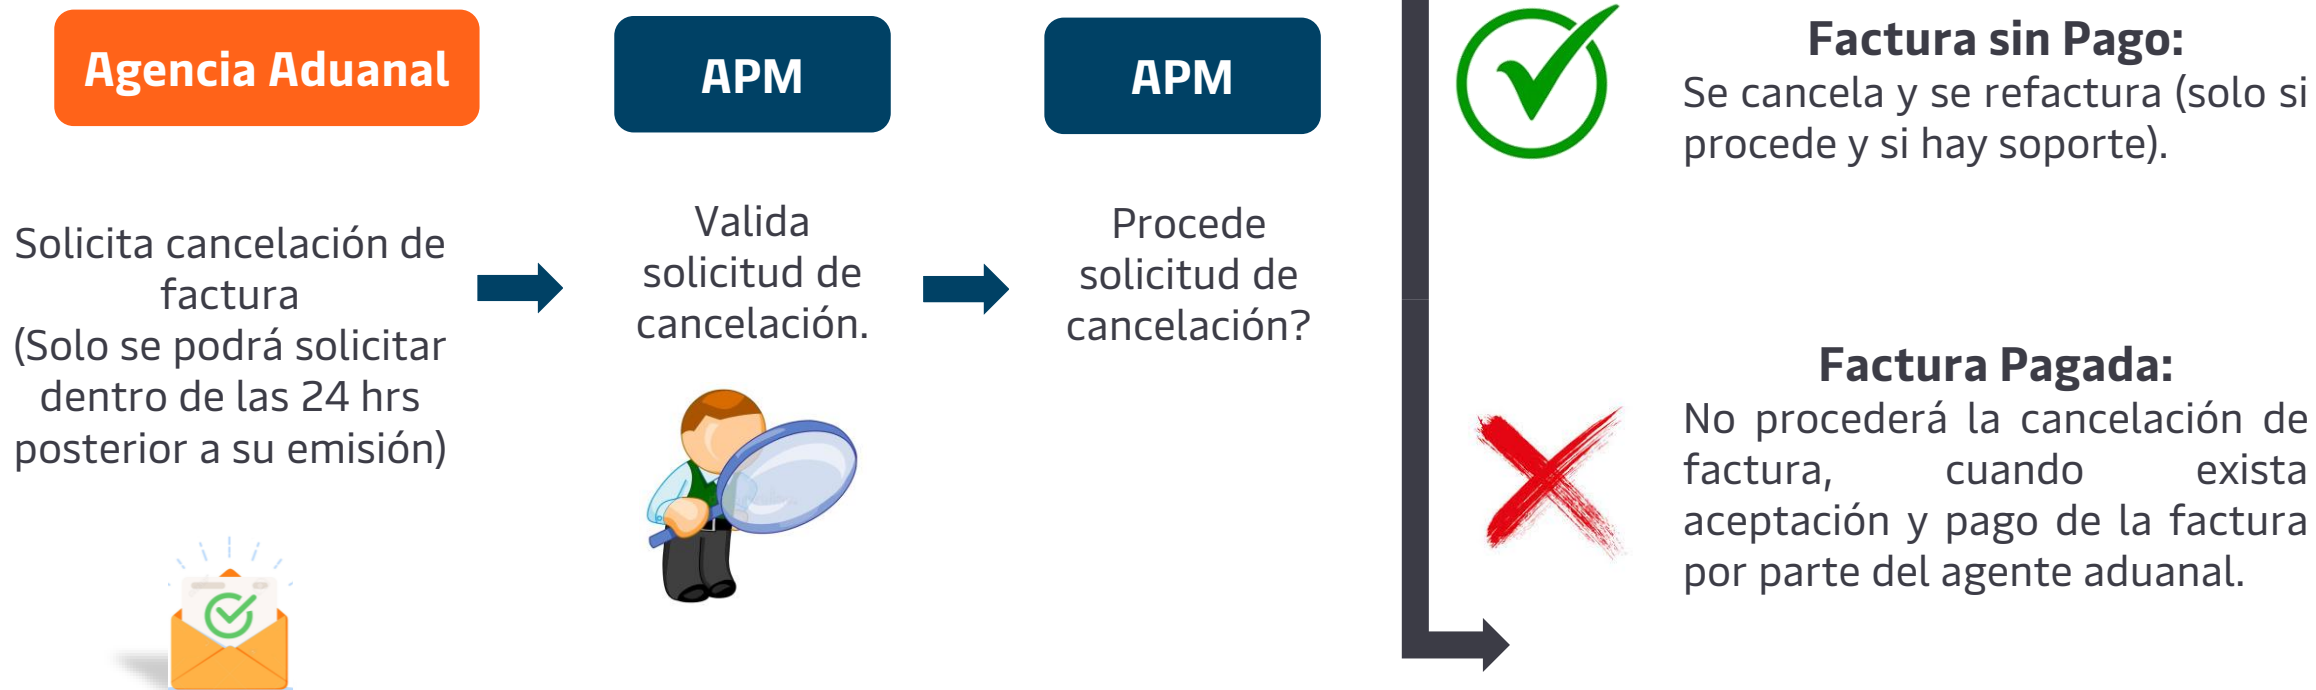 Agencia Aduanal
Solicita cancelación de
factura
(Solo se podrá solicitar
dentro de las 24 hrs
posterior a su emisión)
APM
Valida
solicitud de
cancelación.
APM
Procede
solicitud de
cancelación?
Factura sin Pago:
Se cancela y se refactura (solo si
procede y si hay soporte).
Factura Pagada:
No procederá la cancelación de
factura, cuando exista
aceptación y pago de la factura
por parte del agente aduanal.